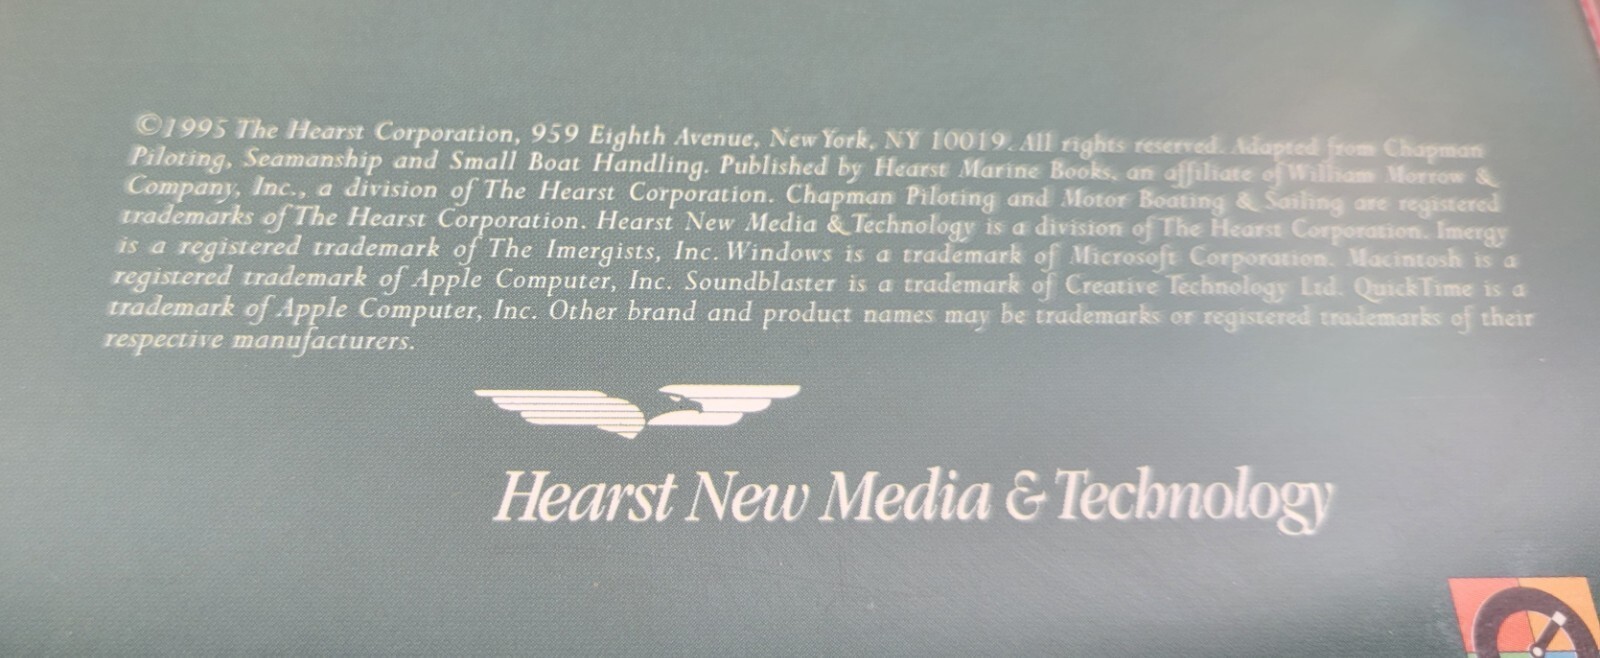 ©1995 The Hearst Corporation, 959 Eighth Avenue, New York, NY 10019. All rights reserved. Adapted from Chapman
Piloting, Seamanship and Small Boat Handling. Published by Hearst Marine Books, an affiliate of William Morrow &
Company, Inc., a division of The Hearst Corporation. Chapman Piloting and Motor Boating & Sailing are registered
trademarks of The Hearst Corporation. Hearst New Media & Technology is a division of The Hearst Corporation. Imergy
is a registered trademark of The Imergists, Inc. Windows is a trademark of Microsoft Corporation. Macintosh is a
registered trademark of Apple Computer, Inc. Soundblaster is a trademark of Creative Technology Ltd. QuickTime is a
trademark of Apple Computer, Inc. Other brand and product names may be trademarks or registered trademarks of their
respective manufacturers.
Hearst New Media & Technology